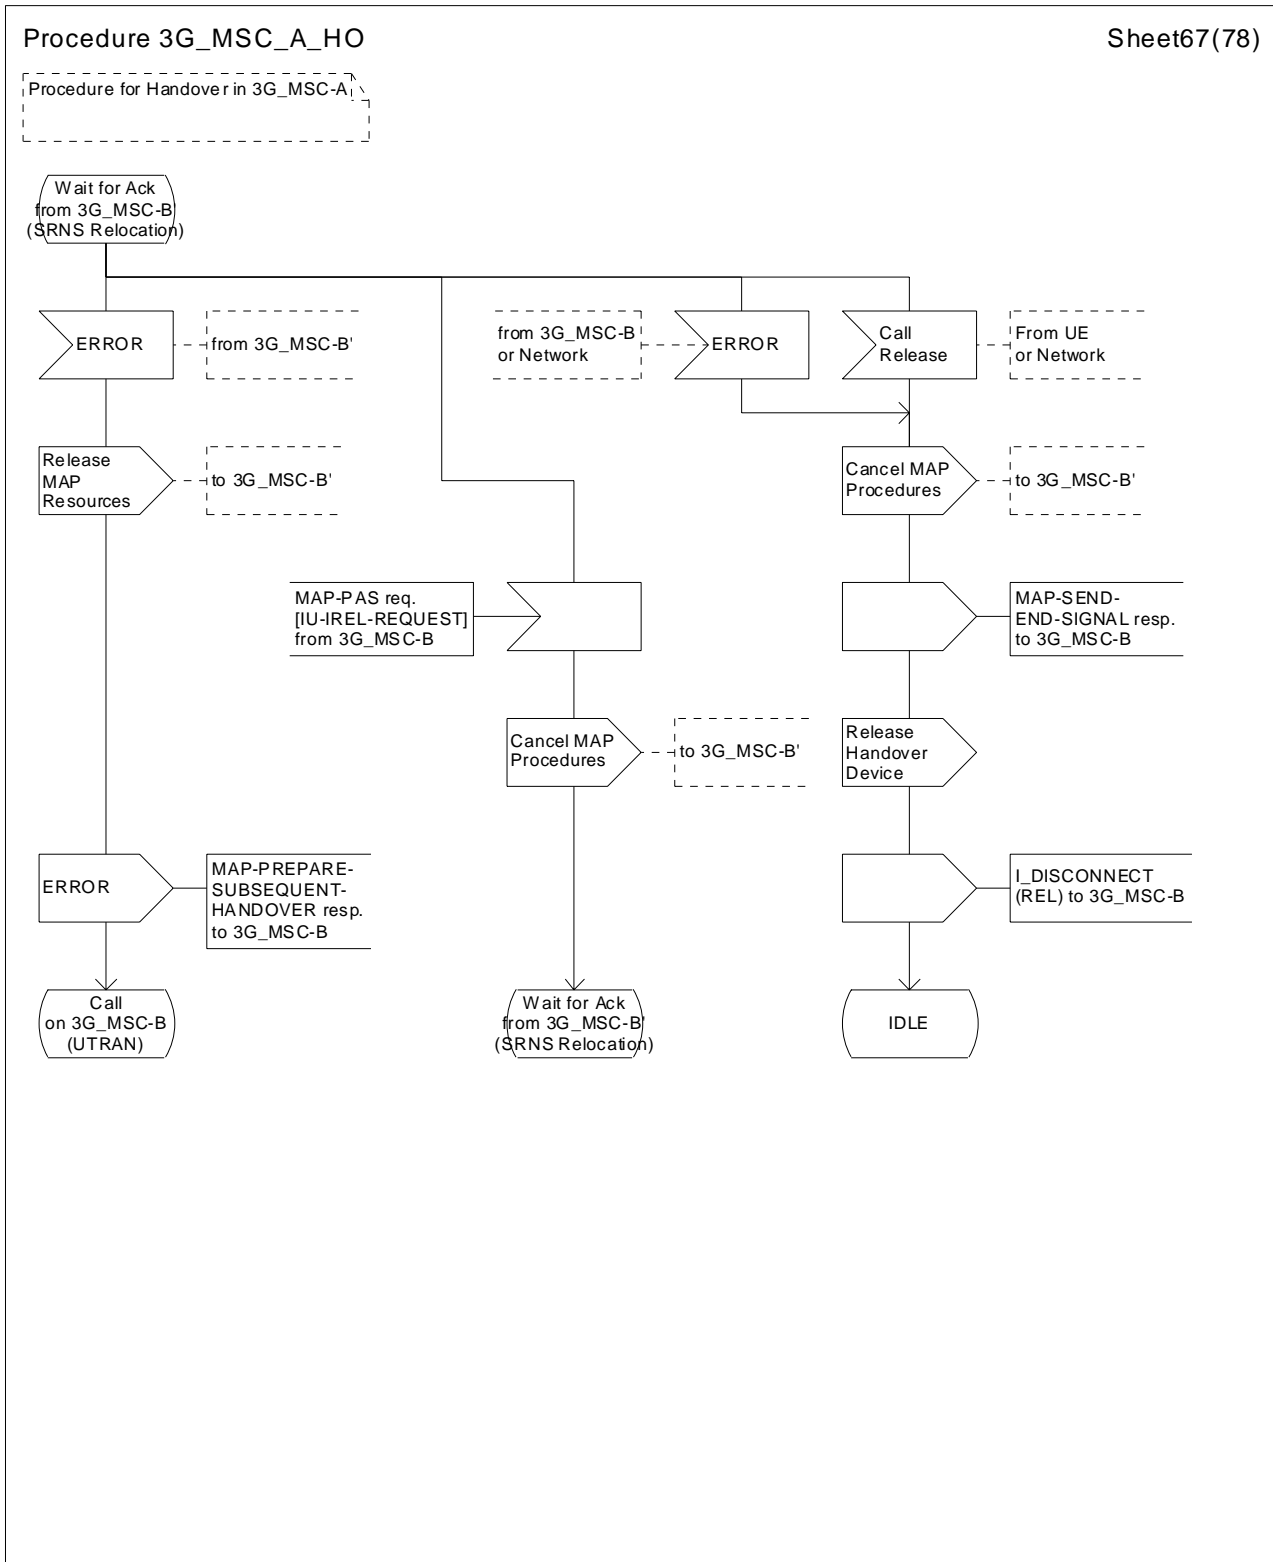 Procedure 3G_MSC_A_HO
Sheet67(78)
Procedure for Handover in 3G_MSC-A
Wait for Ack
from 3G_MSC-B'
(SRNS Relocation)
ERROR
from 3G_MSC-B'
from 3G_MSC-B
or Network
ERROR
Call
Release
From UE
or Network
Release
MAP
Resources
to 3G_MSC-B'
Cancel MAP
Procedures
to 3G_MSC-B'
MAP-PAS req.
[IU-IREL-REQUEST]
from 3G_MSC-B
MAP-SEND-
END-SIGNAL resp.
to 3G_MSC-B
Cancel MAP
Procedures
to 3G_MSC-B'
Release
Handover
Device
ERROR
MAP-PREPARE-
SUBSEQUENT-
HANDOVER resp.
to 3G_MSC-B
I_DISCONNECT
(REL) to 3G_MSC-B
Call
on 3G_MSC-B
(UTRAN)
Wait for Ack
from 3G_MSC-B'
(SRNS Relocation)
IDLE